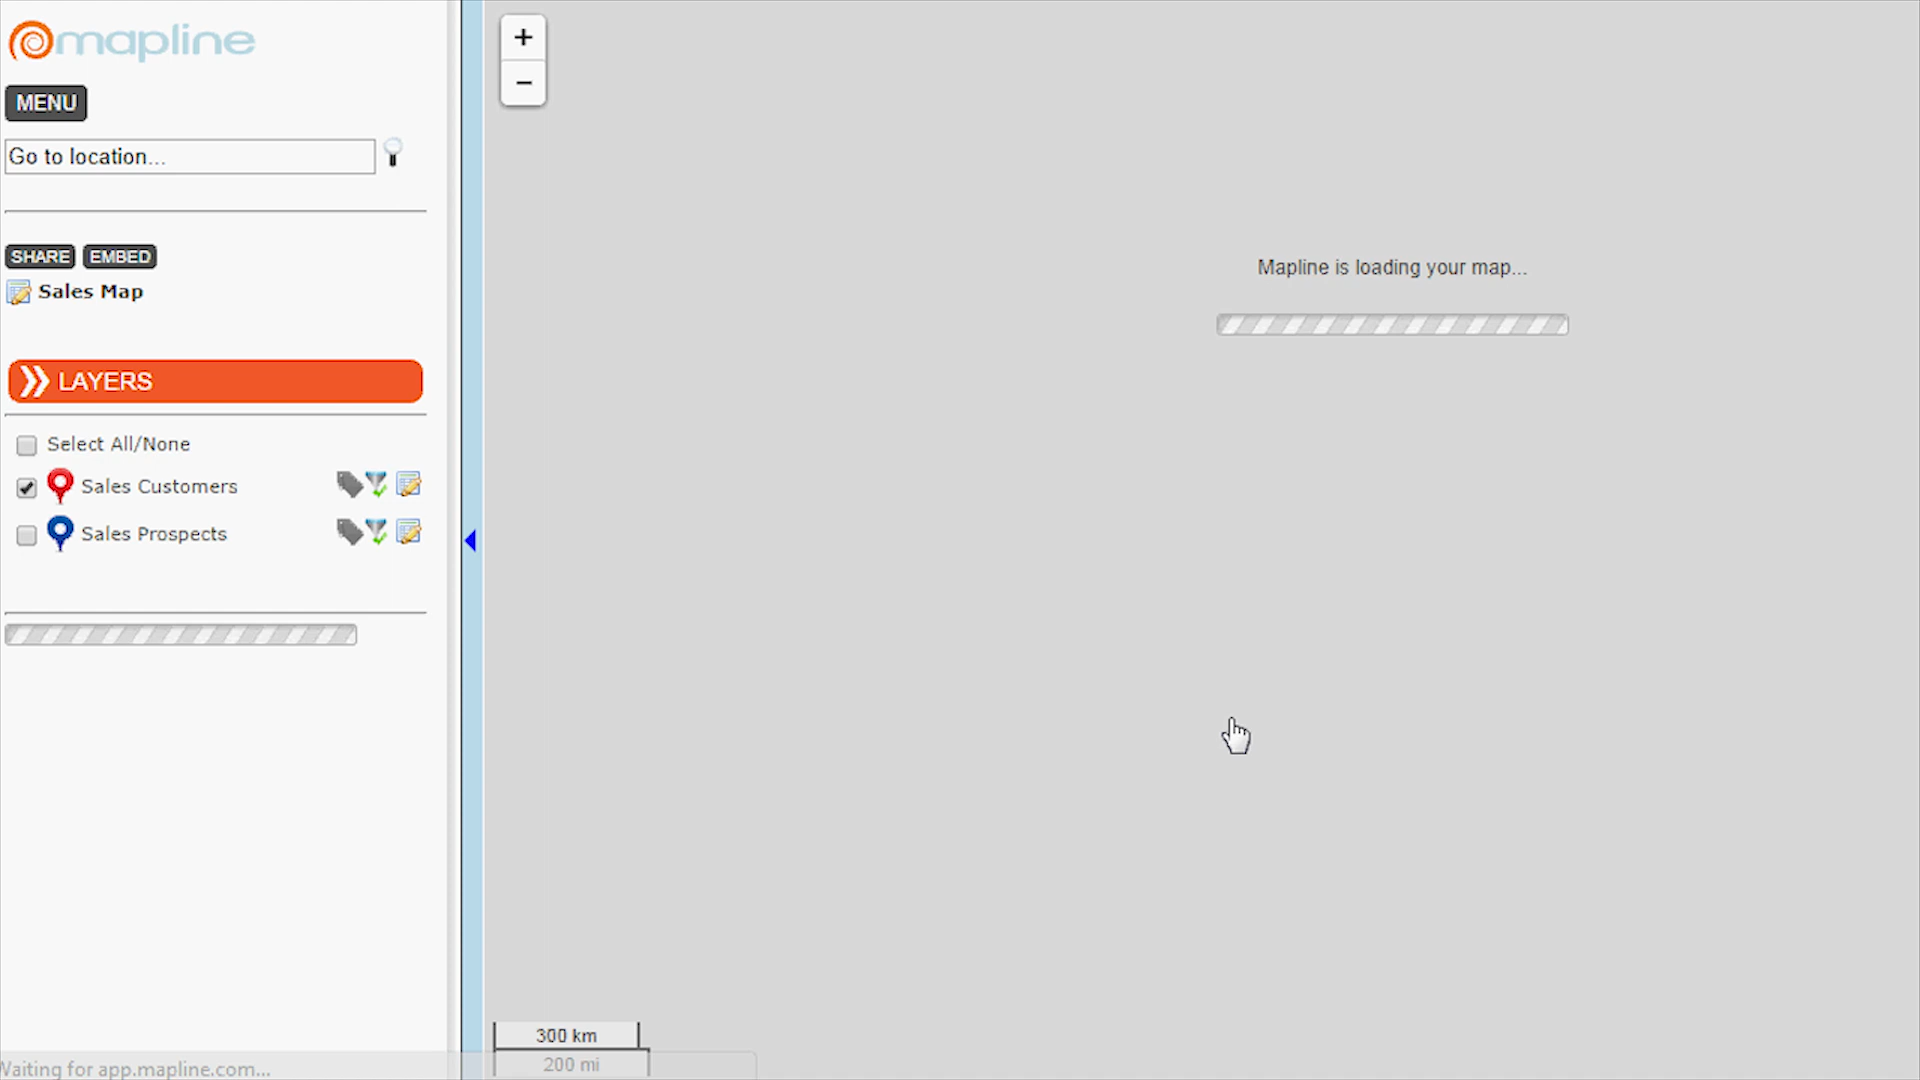 mapline
MENU
Go to location...
SHARE EMBED
Sales Map
LAYERS
Select All/None
Sales Customers
Sales Prospects
Waiting for app.mapline.com...
+
−
Mapline is loading your map...
300 km
200 mi